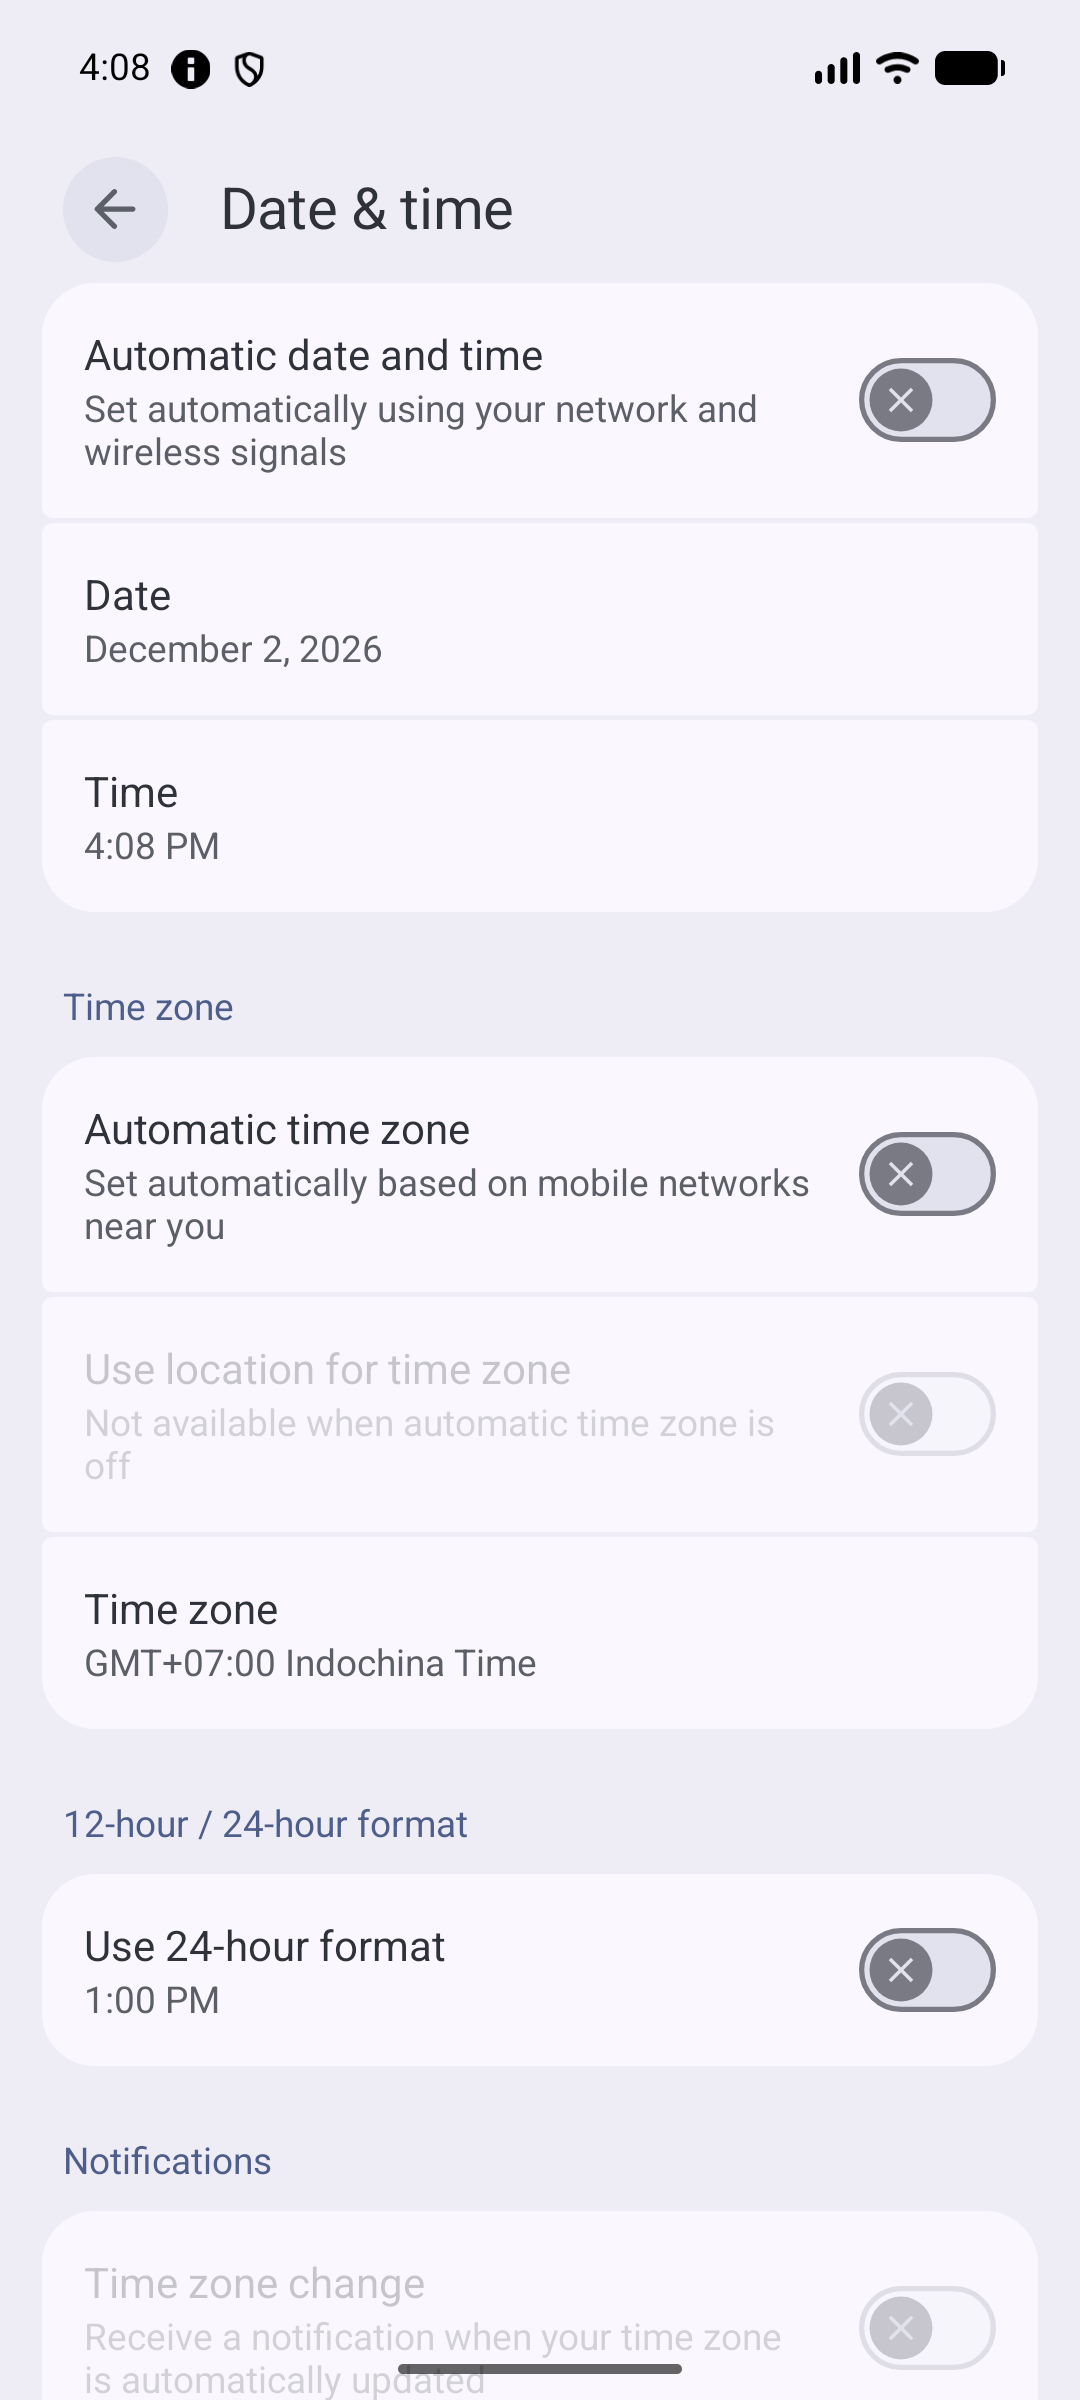 4:08
Date & time
Automatic date and time
Set automatically using your network and
wireless signals
Date
December 2, 2026
Time
4:08 PM
Time zone
Automatic time zone
Set automatically based on mobile networks
near you
Use location for time zone
Not available when automatic time zone is
off
Time zone
GMT+07:00 Indochina Time
12-hour / 24-hour format
Use 24-hour format
1:00 PM
Notifications
Time zone change
Receive a notification when your time zone
is automatically updated